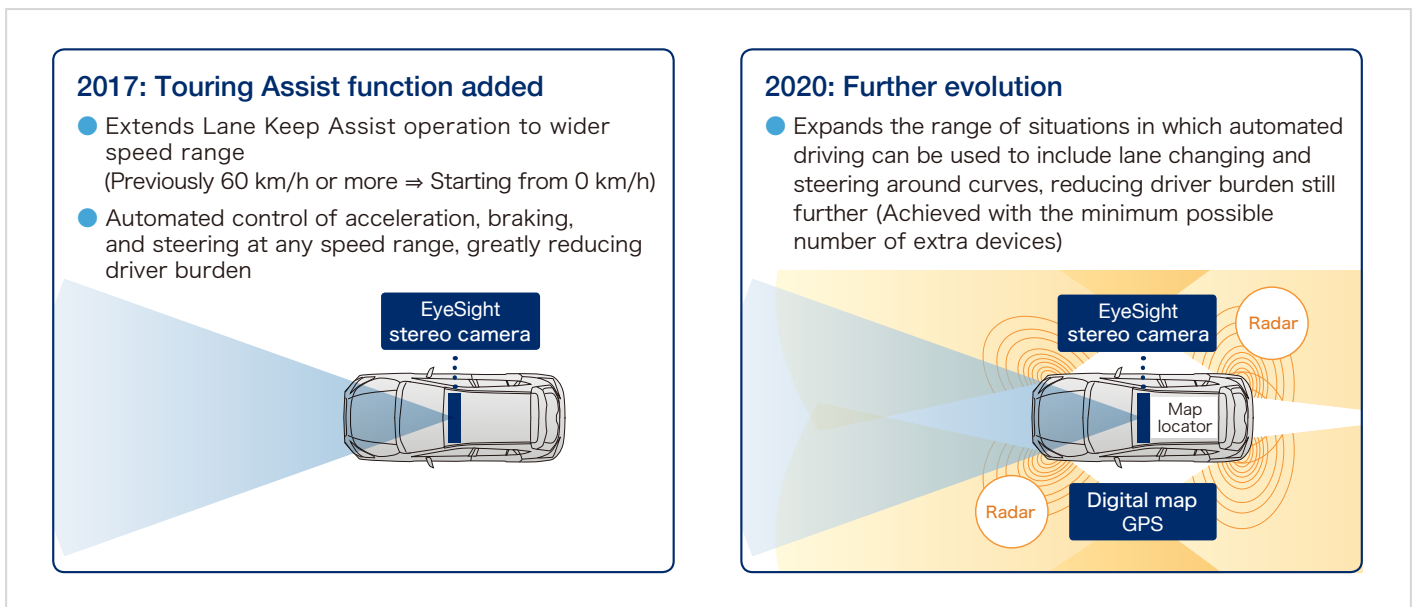 2017: Touring Assist function added
● Extends Lane Keep Assist operation to wider
speed range
(Previously 60 km/h or more ⇒ Starting from 0 km/h)
● Automated control of acceleration, braking,
and steering at any speed range, greatly reducing
driver burden
EyeSight
stereo camera
2020: Further evolution
● Expands the range of situations in which automated
driving can be used to include lane changing and
steering around curves, reducing driver burden still
further (Achieved with the minimum possible
number of extra devices)
EyeSight
stereo camera
Radar
Map
locator
Radar
Digital map
GPS